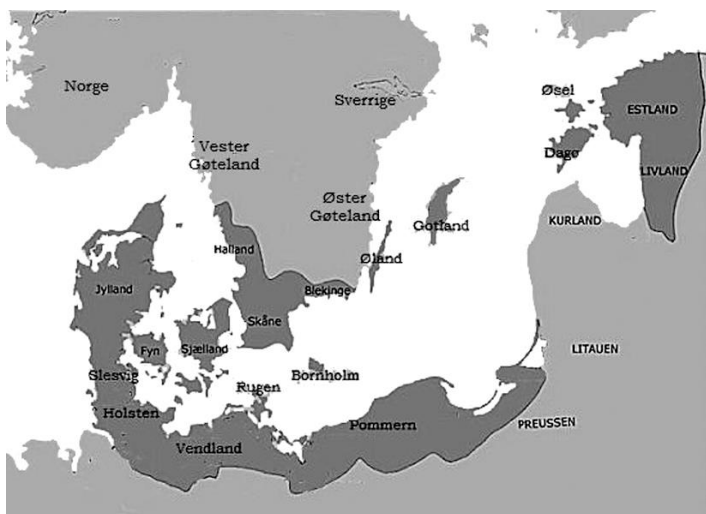 Norge
Sverrige
Øsel
ESTLAND
Vester
Gøteland
Dagø
LIVLAND
Øster
Gøteland
Gotland
KURLAND
Halland
Øland
Jylland
Blekinge
Skåne
Fyn
Sjælland
LITAUEN
Slesvig
Rugen
Bornholm
Holsten
Pommern
PREUSSEN
Vendland